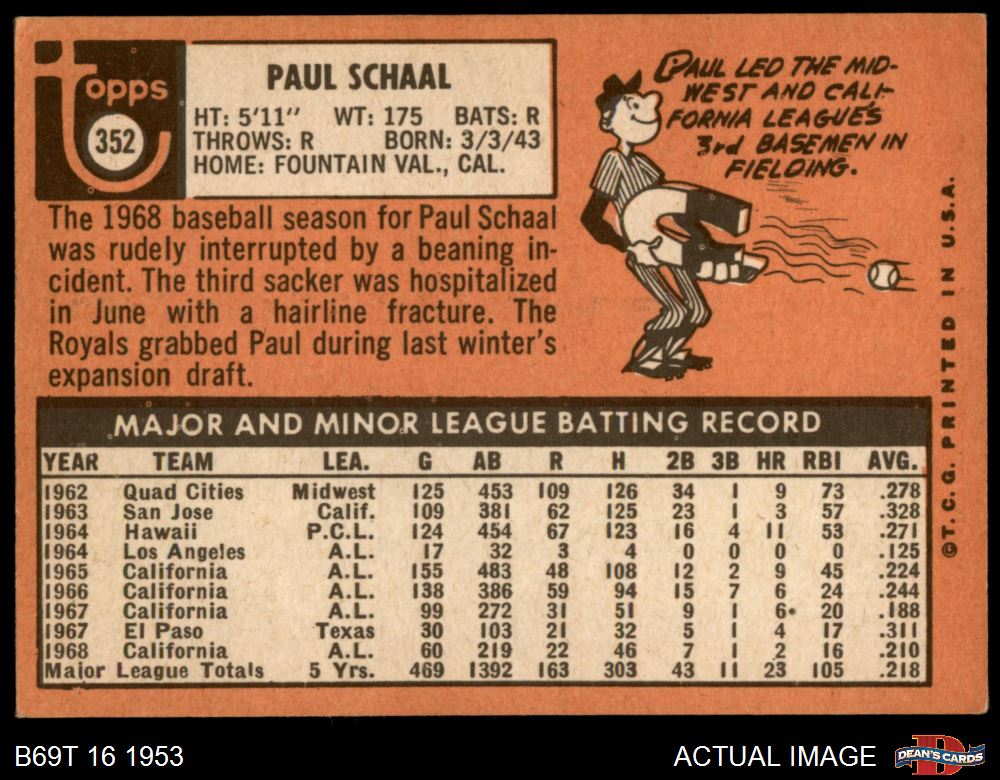 topps
352
PAUL SCHAAL
HT: 5'11" WT: 175 BATS: R
THROWS: R BORN: 3/3/43
HOME: FOUNTAIN VAL., CAL.
PAUL LED THE MID-
WEST AND CALI-
FORNIA LEAGUE'S
3rd BASEMEN IN
FIELDING.
The 1968 baseball season for Paul Schaal
was rudely interrupted by a beaning in-
cident. The third sacker was hospitalized
in June with a hairline fracture. The
Royals grabbed Paul during last winter's
expansion draft.
MAJOR AND MINOR LEAGUE BATTING RECORD
YEAR TEAM LEA. G AB R H 2B 3B HR RBI AVG.
1962 Quad Cities Midwest 125 453 109 126 34 1 9 73 .278
1963 San Jose Calif. 109 381 62 125 23 1 3 57 .328
1964 Hawaii P.C.L. 124 454 67 123 16 4 11 53 .271
1964 Los Angeles A.L. 17 32 3 4 0 0 0 0 .125
1965 California A.L. 155 483 48 108 12 2 9 45 .224
1966 California A.L. 138 386 59 94 15 7 6 24 .244
1967 California A.L. 99 272 31 51 9 1 6 20 .188
1967 El Paso Texas 30 103 21 32 5 1 4 17 .311
1968 California A.L. 60 219 22 46 7 1 2 16 .210
Major League Totals 5 Yrs. 469 1392 163 303 43 11 23 105 .218
©T.C.G. PRINTED IN U.S.A.
B69T 16 1953
ACTUAL IMAGE
D
DEAN'S CARDS